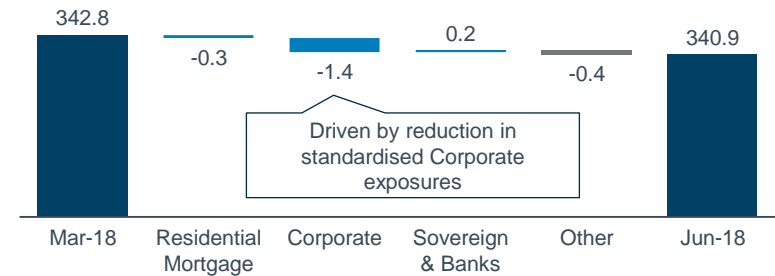 342.8
-0.3
-1.4
0.2
-0.4
340.9
Driven by reduction in
standardised Corporate
exposures
Mar-18
Residential
Mortgage
Corporate
Sovereign
& Banks
Other
Jun-18